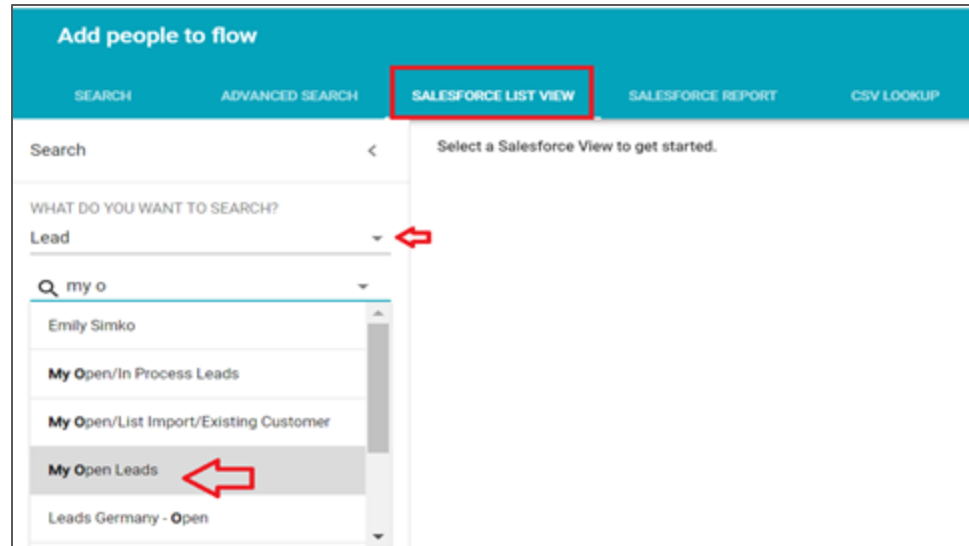 Add people to flow
SEARCH ADVANCED SEARCH SALESFORCE LIST VIEW SALESFORCE REPORT CSV LOOKUP
Search <
Select a Salesforce View to get started.
WHAT DO YOU WANT TO SEARCH?
Lead
my o
Emily Simko
My Open/In Process Leads
My Open/List Import/Existing Customer
My Open Leads
Leads Germany - Open